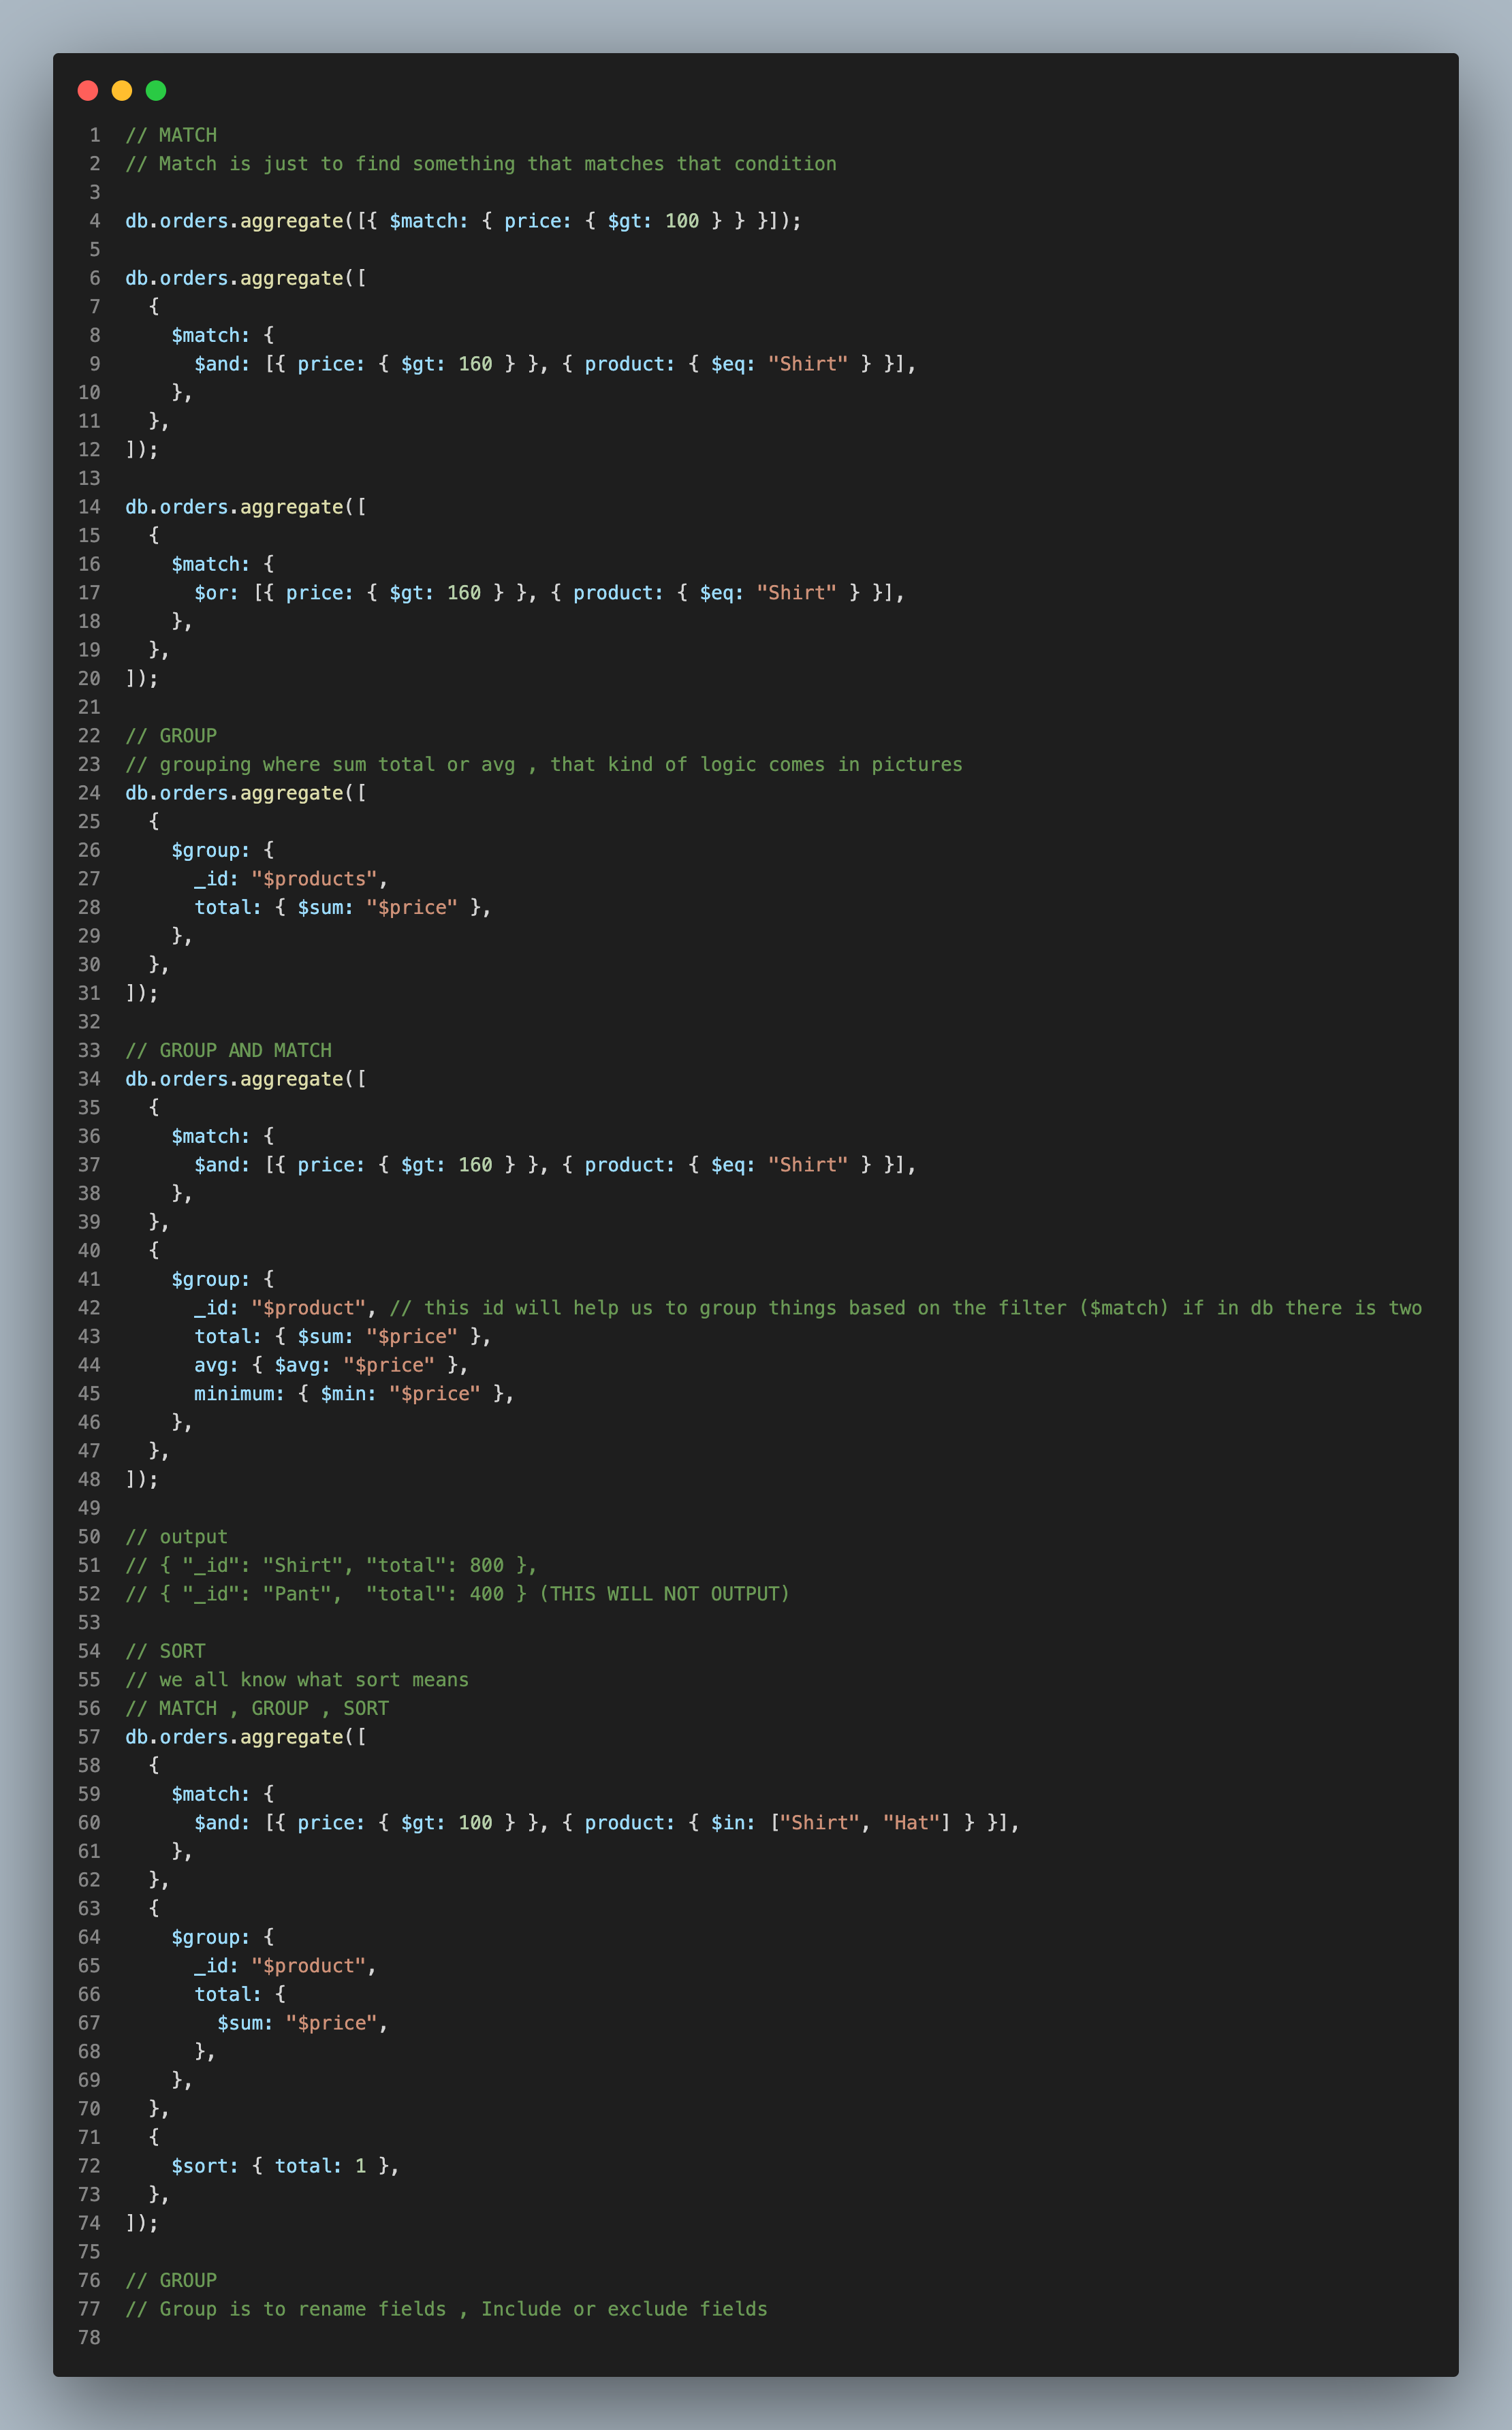 1 // MATCH
2 // Match is just to find something that matches that condition
3
4 db.orders.aggregate([{ $match: { price: { $gt: 100 } } }]);
5
6 db.orders.aggregate([
7   {
8     $match: {
9       $and: [{ price: { $gt: 160 } }, { product: { $eq: "Shirt" } }],
10     },
11   },
12 ]);
13
14 db.orders.aggregate([
15   {
16     $match: {
17       $or: [{ price: { $gt: 160 } }, { product: { $eq: "Shirt" } }],
18     },
19   },
20 ]);
21
22 // GROUP
23 // grouping where sum total or avg , that kind of logic comes in pictures
24 db.orders.aggregate([
25   {
26     $group: {
27       _id: "$products",
28       total: { $sum: "$price" },
29     },
30   },
31 ]);
32
33 // GROUP AND MATCH
34 db.orders.aggregate([
35   {
36     $match: {
37       $and: [{ price: { $gt: 160 } }, { product: { $eq: "Shirt" } }],
38     },
39   },
40   {
41     $group: {
42       _id: "$product", // this id will help us to group things based on the filter ($match) if in db there is two
43       total: { $sum: "$price" },
44       avg: { $avg: "$price" },
45       minimum: { $min: "$price" },
46     },
47   },
48 ]);
49
50 // output
51 // { "_id": "Shirt", "total": 800 },
52 // { "_id": "Pant",  "total": 400 } (THIS WILL NOT OUTPUT)
53
54 // SORT
55 // we all know what sort means
56 // MATCH , GROUP , SORT
57 db.orders.aggregate([
58   {
59     $match: {
60       $and: [{ price: { $gt: 100 } }, { product: { $in: ["Shirt", "Hat"] } }],
61     },
62   },
63   {
64     $group: {
65       _id: "$product",
66       total: {
67         $sum: "$price",
68       },
69     },
70   },
71   {
72     $sort: { total: 1 },
73   },
74 ]);
75
76 // GROUP
77 // Group is to rename fields , Include or exclude fields
78